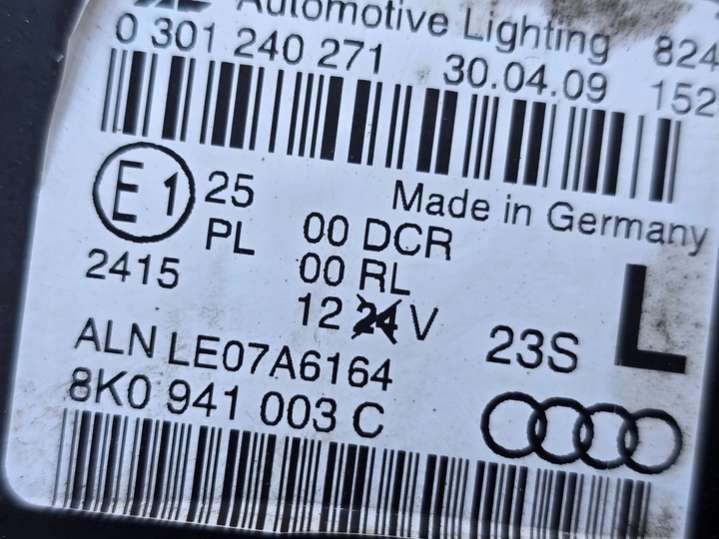 Automotive Lighting 824
0 301 240 271 30.04.09 152
E1 25 Made in Germany
PL 00 DCR
2415 00 RL
12 24 V
23S L
ALN LE07A6164
8K0 941 003 C